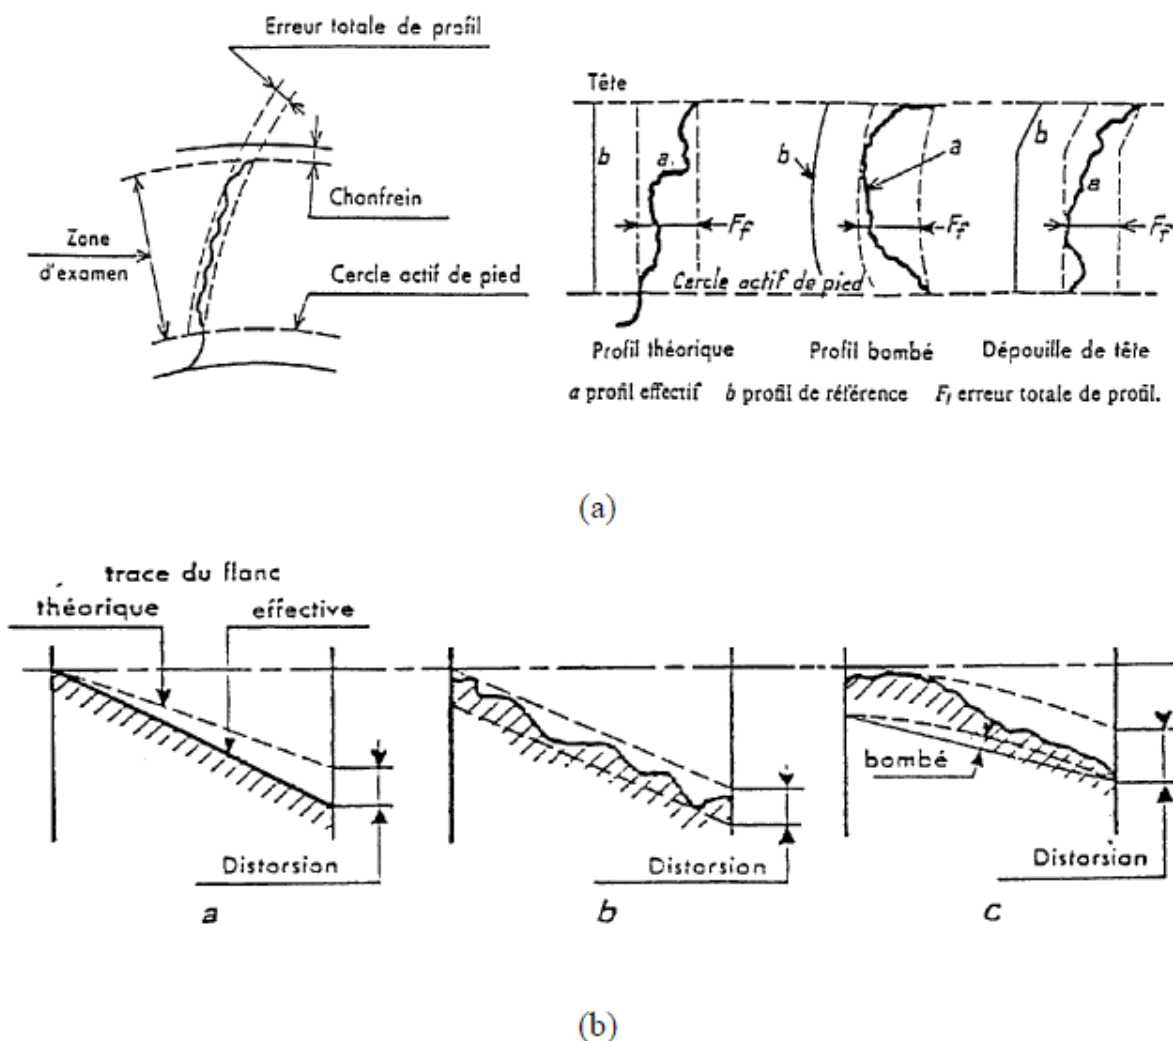 Erreur totale de profil
Chanfrein
Zone
d'examen
Cercle actif de pied
Tête
b
a
Ff
b
a
Ff
b
a
Ff
Cercle actif de pied
Profil théorique
Profil bombé
Dépouille de tête
a profil effectif b profil de référence Ff erreur totale de profil.
(a)
trace du flanc
théorique
effective
bombé
Distorsion
Distorsion
Distorsion
a
b
c
(b)